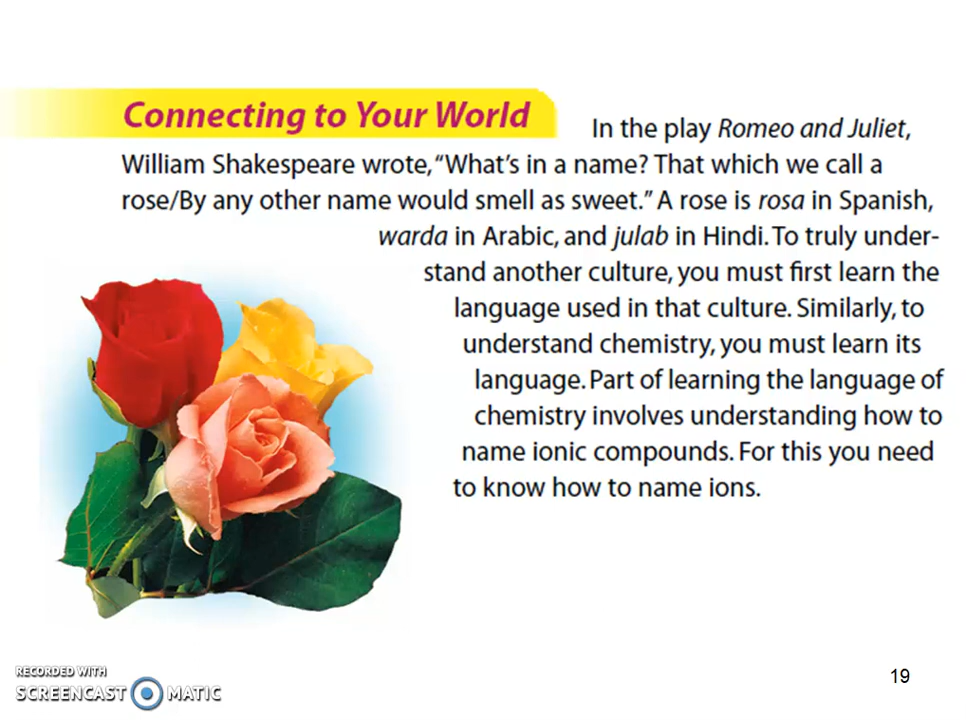 Connecting to Your World
In the play Romeo and Juliet,
William Shakespeare wrote, “What’s in a name? That which we call a
rose/By any other name would smell as sweet.” A rose is rosa in Spanish,
warda in Arabic, and julab in Hindi. To truly under-
stand another culture, you must first learn the
language used in that culture. Similarly, to
understand chemistry, you must learn its
language. Part of learning the language of
chemistry involves understanding how to
name ionic compounds. For this you need
to know how to name ions.
RECORDED WITH
SCREENCAST MATIC
19